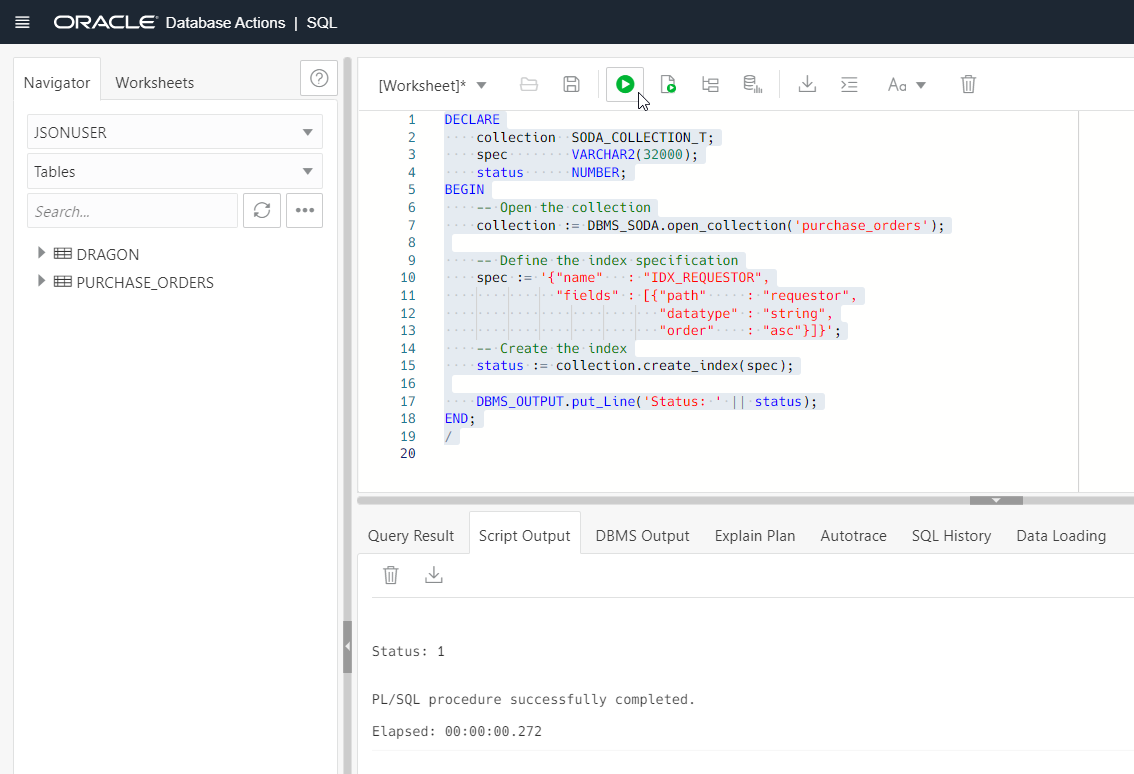 ORACLE Database Actions | SQL
Navigator
Worksheets
JSONUSER
Tables
Search...
DRAGON
PURCHASE_ORDERS
[Worksheet]*
Aa
1 DECLARE
2 collection SODA_COLLECTION_T;
3 spec VARCHAR2(32000);
4 status NUMBER;
5 BEGIN
6 -- Open the collection
7 collection := DBMS_SODA.open_collection('purchase_orders');
8
9 -- Define the index specification
10 spec := '{"name" : "IDX_REQUESTOR",
11 "fields" : [{"path" : "requestor",
12 "datatype" : "string",
13 "order" : "asc"}]}';
14 -- Create the index
15 status := collection.create_index(spec);
16
17 DBMS_OUTPUT.put_Line('Status: ' || status);
18 END;
19 /
20
Query Result
Script Output
DBMS Output
Explain Plan
Autotrace
SQL History
Data Loading
Status: 1
PL/SQL procedure successfully completed.
Elapsed: 00:00:00.272